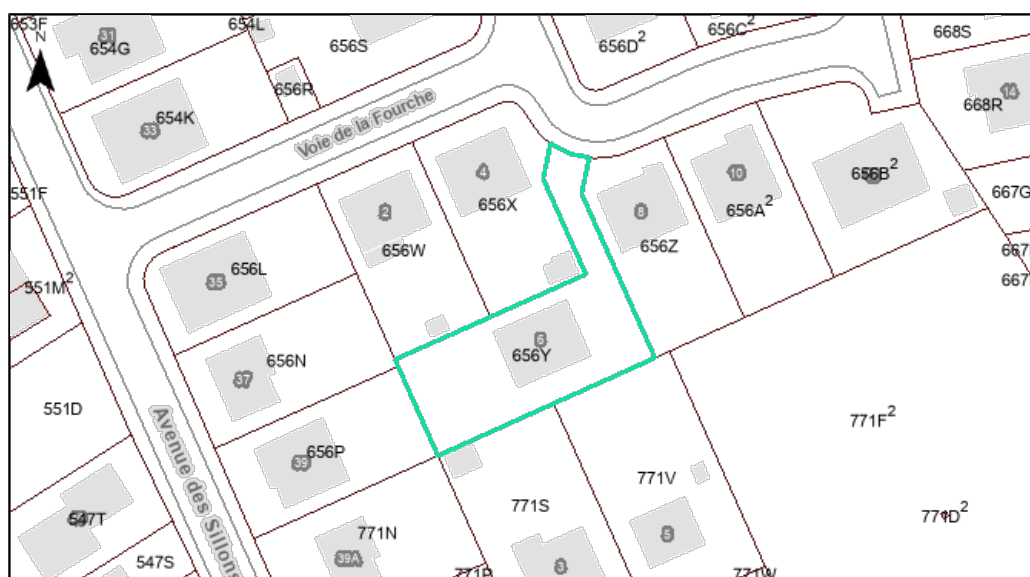 653F
31
654L
654G
656S
656D²
656C²
668S
N
656R
33
654K
Voie de la Fourche
14
668R
551F
4
656X
2
656W
8
656Z
10
656A²
656B²
667G
551M²
35
656L
37
656N
6
656Y
551D
39
656P
Avenue des Sillons
771F²
771V
771S
771D²
547T
547S
771N
39A
3
5
771W